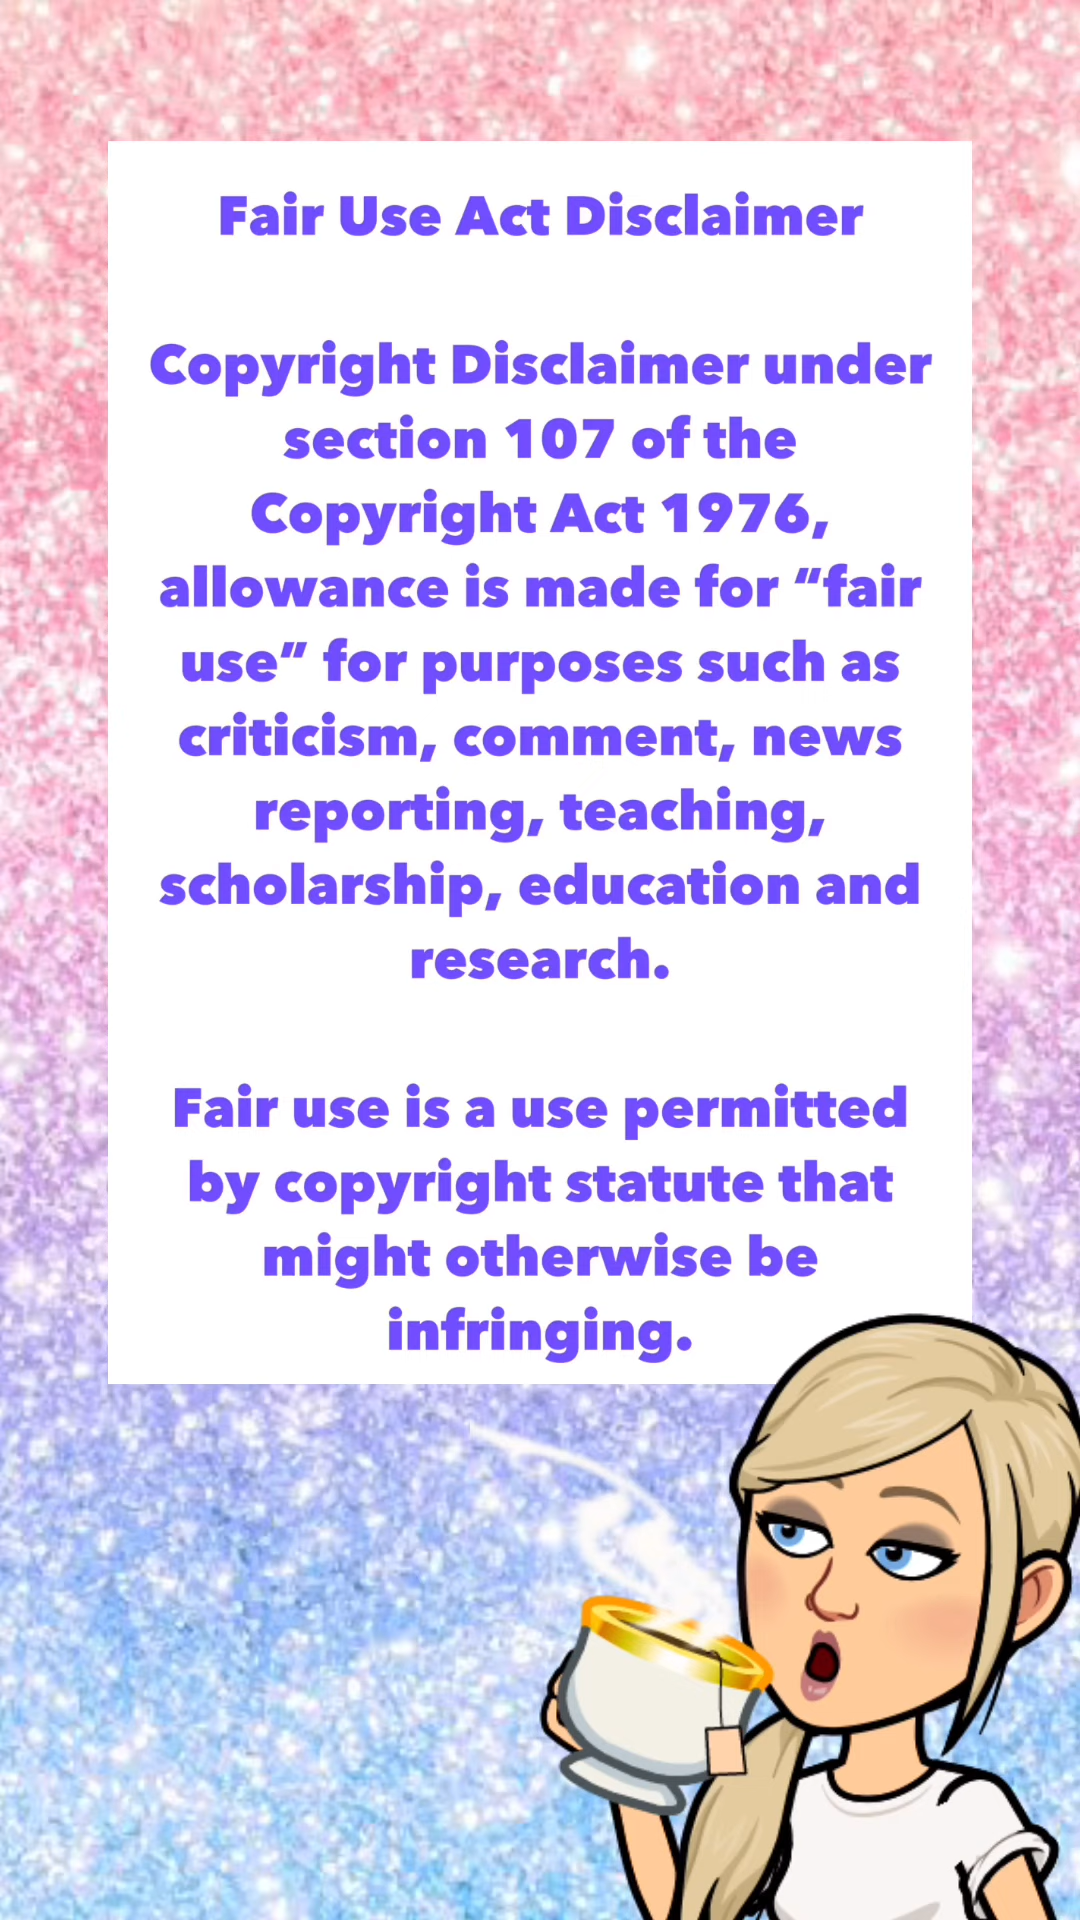 Fair Use Act Disclaimer
Copyright Disclaimer under
section 107 of the
Copyright Act 1976,
allowance is made for “fair
use” for purposes such as
criticism, comment, news
reporting, teaching,
scholarship, education and
research.
Fair use is a use permitted
by copyright statute that
might otherwise be
infringing.